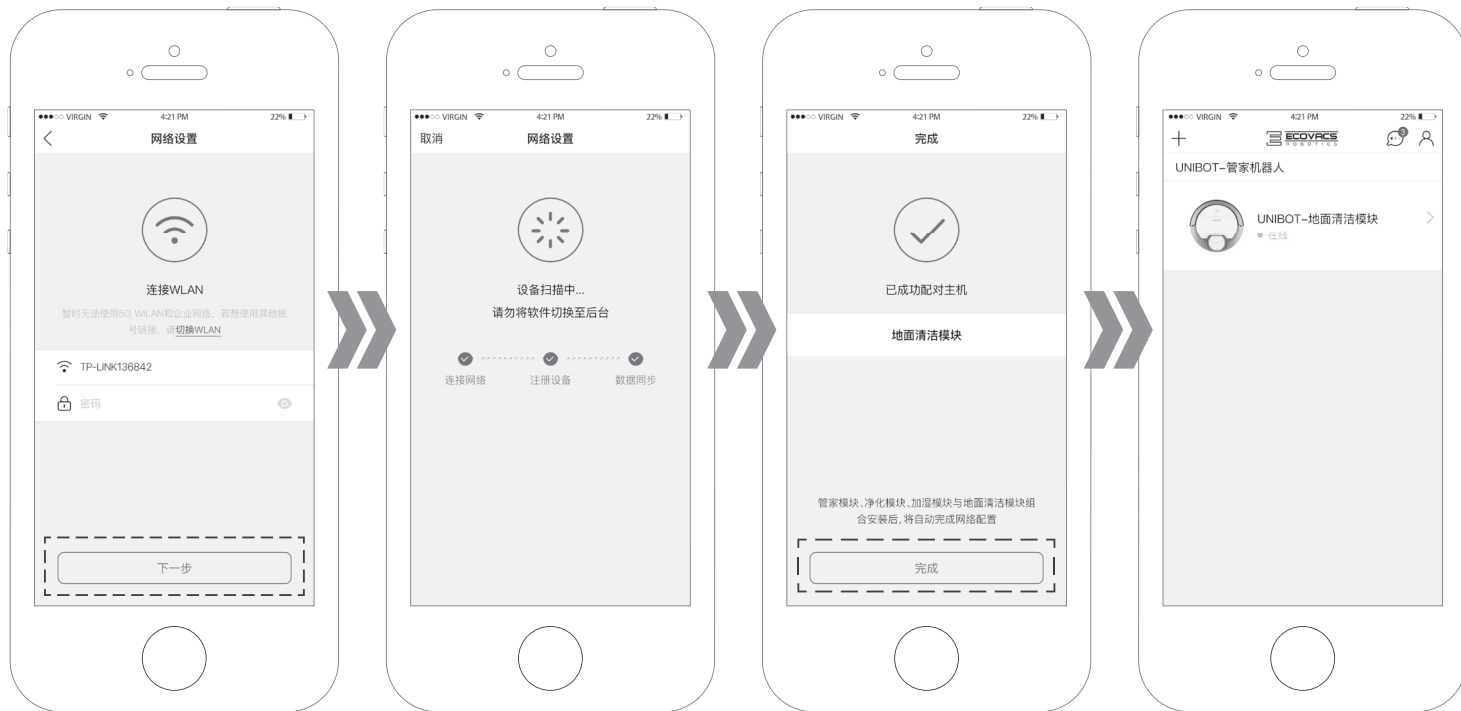 VIRGIN 4:21 PM 22%
网络设置
连接WLAN
暂时无法使用5G WILAN和企业网络，若想使用其他账
号链接，请切换WLAN
TP-LINK136842
密码
下一步
VIRGIN 4:21 PM 22%
取消 网络设置
设备扫描中...
请勿将软件切换至后台
连接网络 注册设备 数据同步
VIRGIN 4:21 PM 22%
完成
已成功配对主机
地面清洁模块
管家模块、净化模块、加湿模块与地面清洁模块组
合安装后，将自动完成网络配置
完成
VIRGIN 4:21 PM 22%
ECOVACS
ROBOTICS
3
UNIBOT-管家机器人
UNIBOT-地面清洁模块
在线